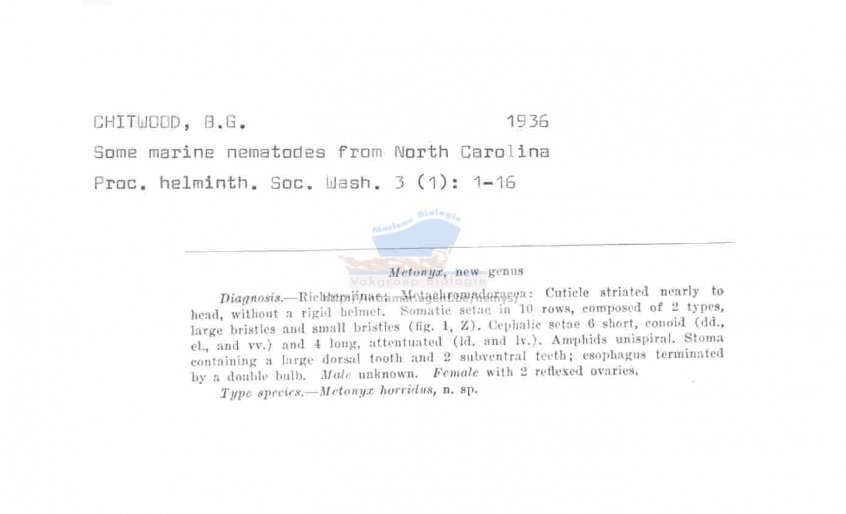 CHITWOOD, B.G. 1936
Some marine nematodes from North Carolina
Proc. helminth. Soc. Wash. 3 (1): 1-16
Mariene Biologie
Vakgroep Biologie
Metonyx, new genus
Diagnosis.—Richtersiinae; Metachromadoracea: Cuticle striated nearly to
head, without a rigid helmet. Somatic setae in 10 rows, composed of 2 types,
large bristles and small bristles (fig. 1, Z). Cephalic setae 6 short, conoid (dd.,
el., and vv.) and 4 long, attentuated (ld. and lv.). Amphids unispiral. Stoma
containing a large dorsal tooth and 2 subventral teeth; esophagus terminated
by a double bulb. Male unknown. Female with 2 reflexed ovaries.
Type species.—Metonyx horridus, n. sp.